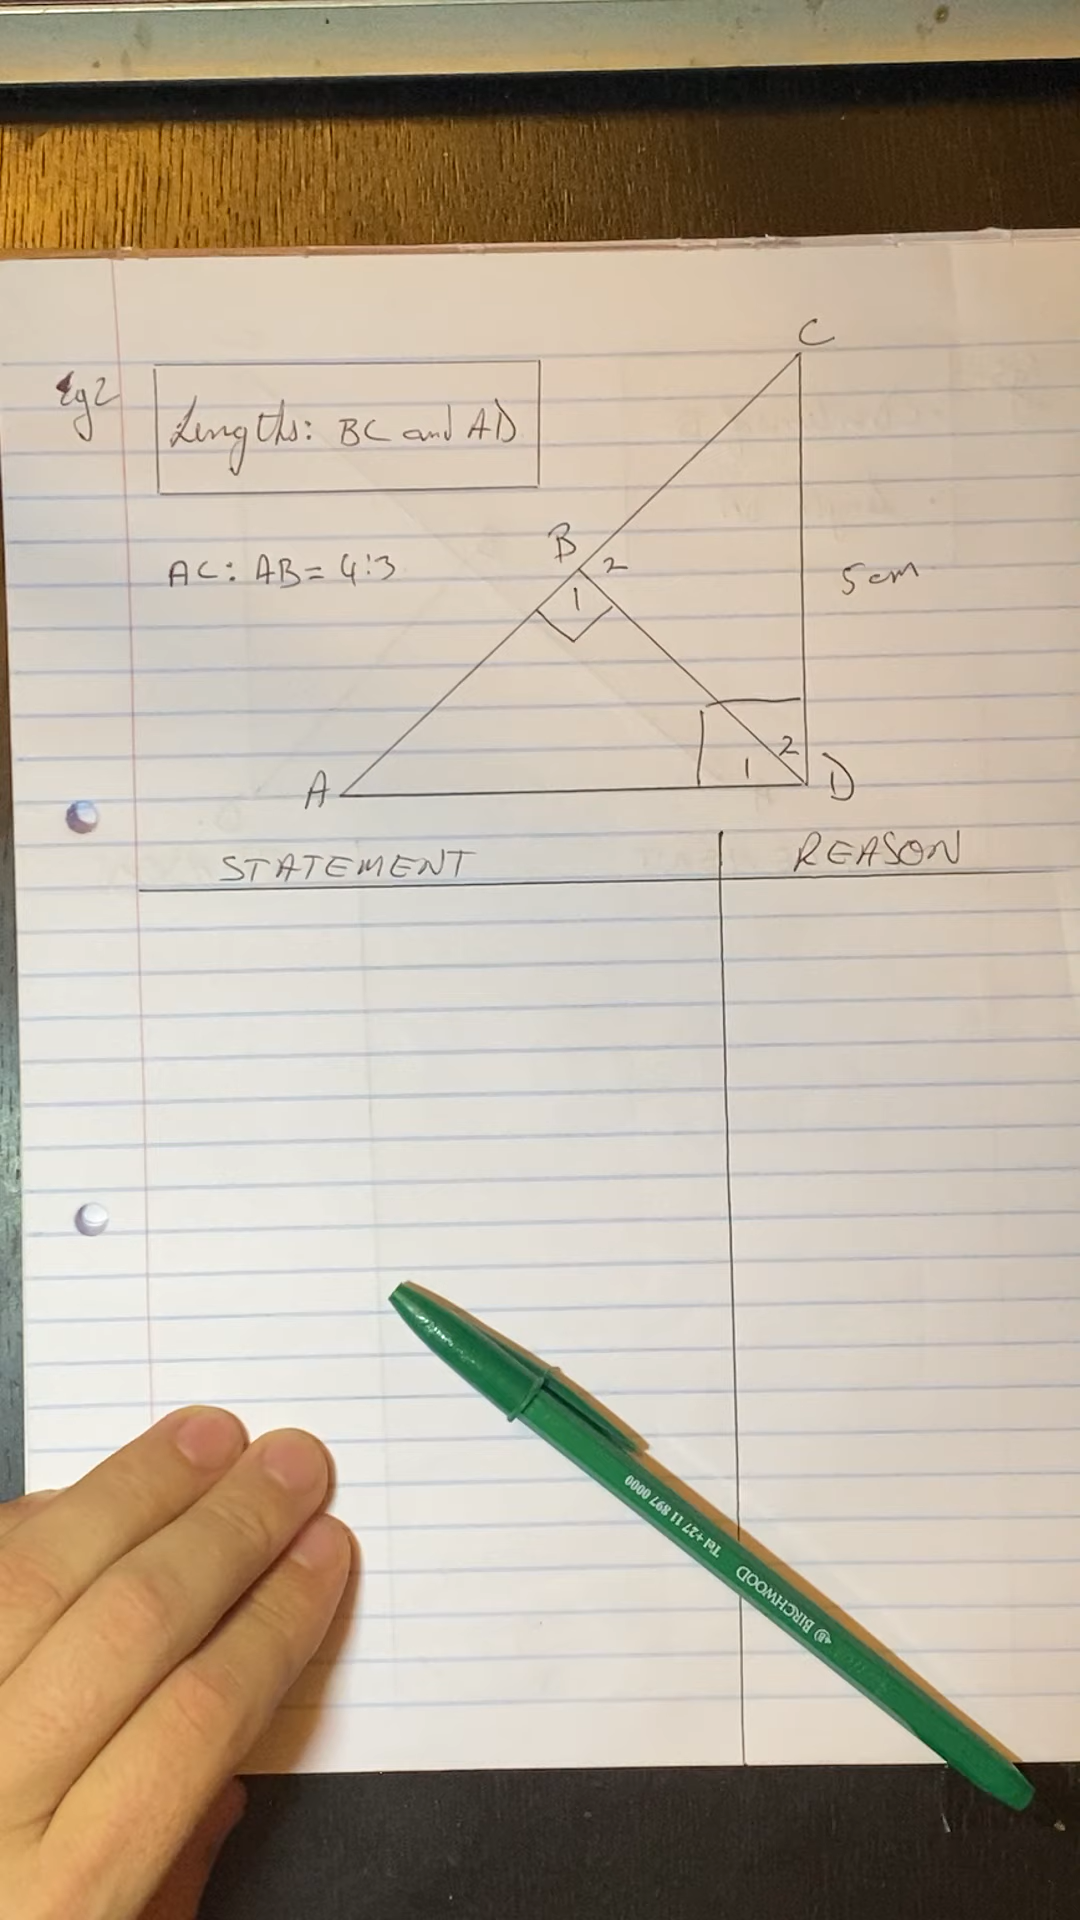 Eg2
Lengths: BC and AD
AC: AB = 4:3
C
B
2
1
5cm
2
1
A
D
STATEMENT
REASON
Tel +27 11 897 0000
BIRCHWOOD